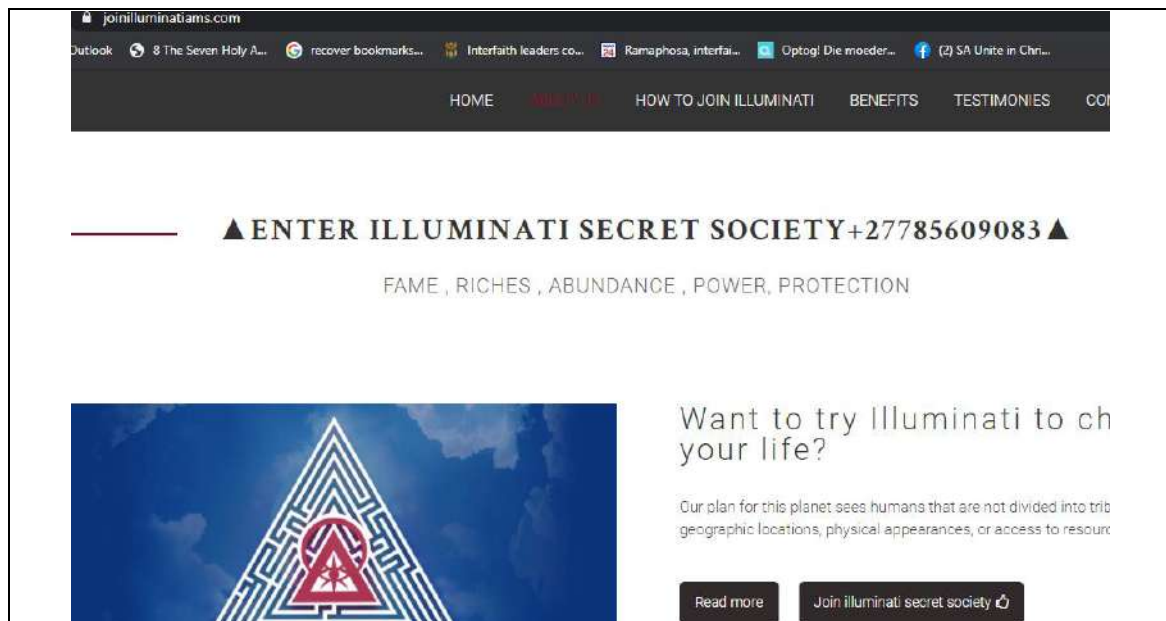 joinilluminatiams.com
Outlook 8 The Seven Holy A... recover bookmarks... Interfaith leaders co... Ramaphosa, interfai... Optog! Die moeder... (2) SA Unite in Chri...
HOME ABOUT US HOW TO JOIN ILLUMINATI BENEFITS TESTIMONIES CON
▲ENTER ILLUMINATI SECRET SOCIETY+27785609083▲
FAME , RICHES , ABUNDANCE , POWER, PROTECTION
Want to try Illuminati to ch
your life?
Our plan for this planet sees humans that are not divided into trib
geographic locations, physical appearances, or access to resourc
Read more Join illuminati secret society